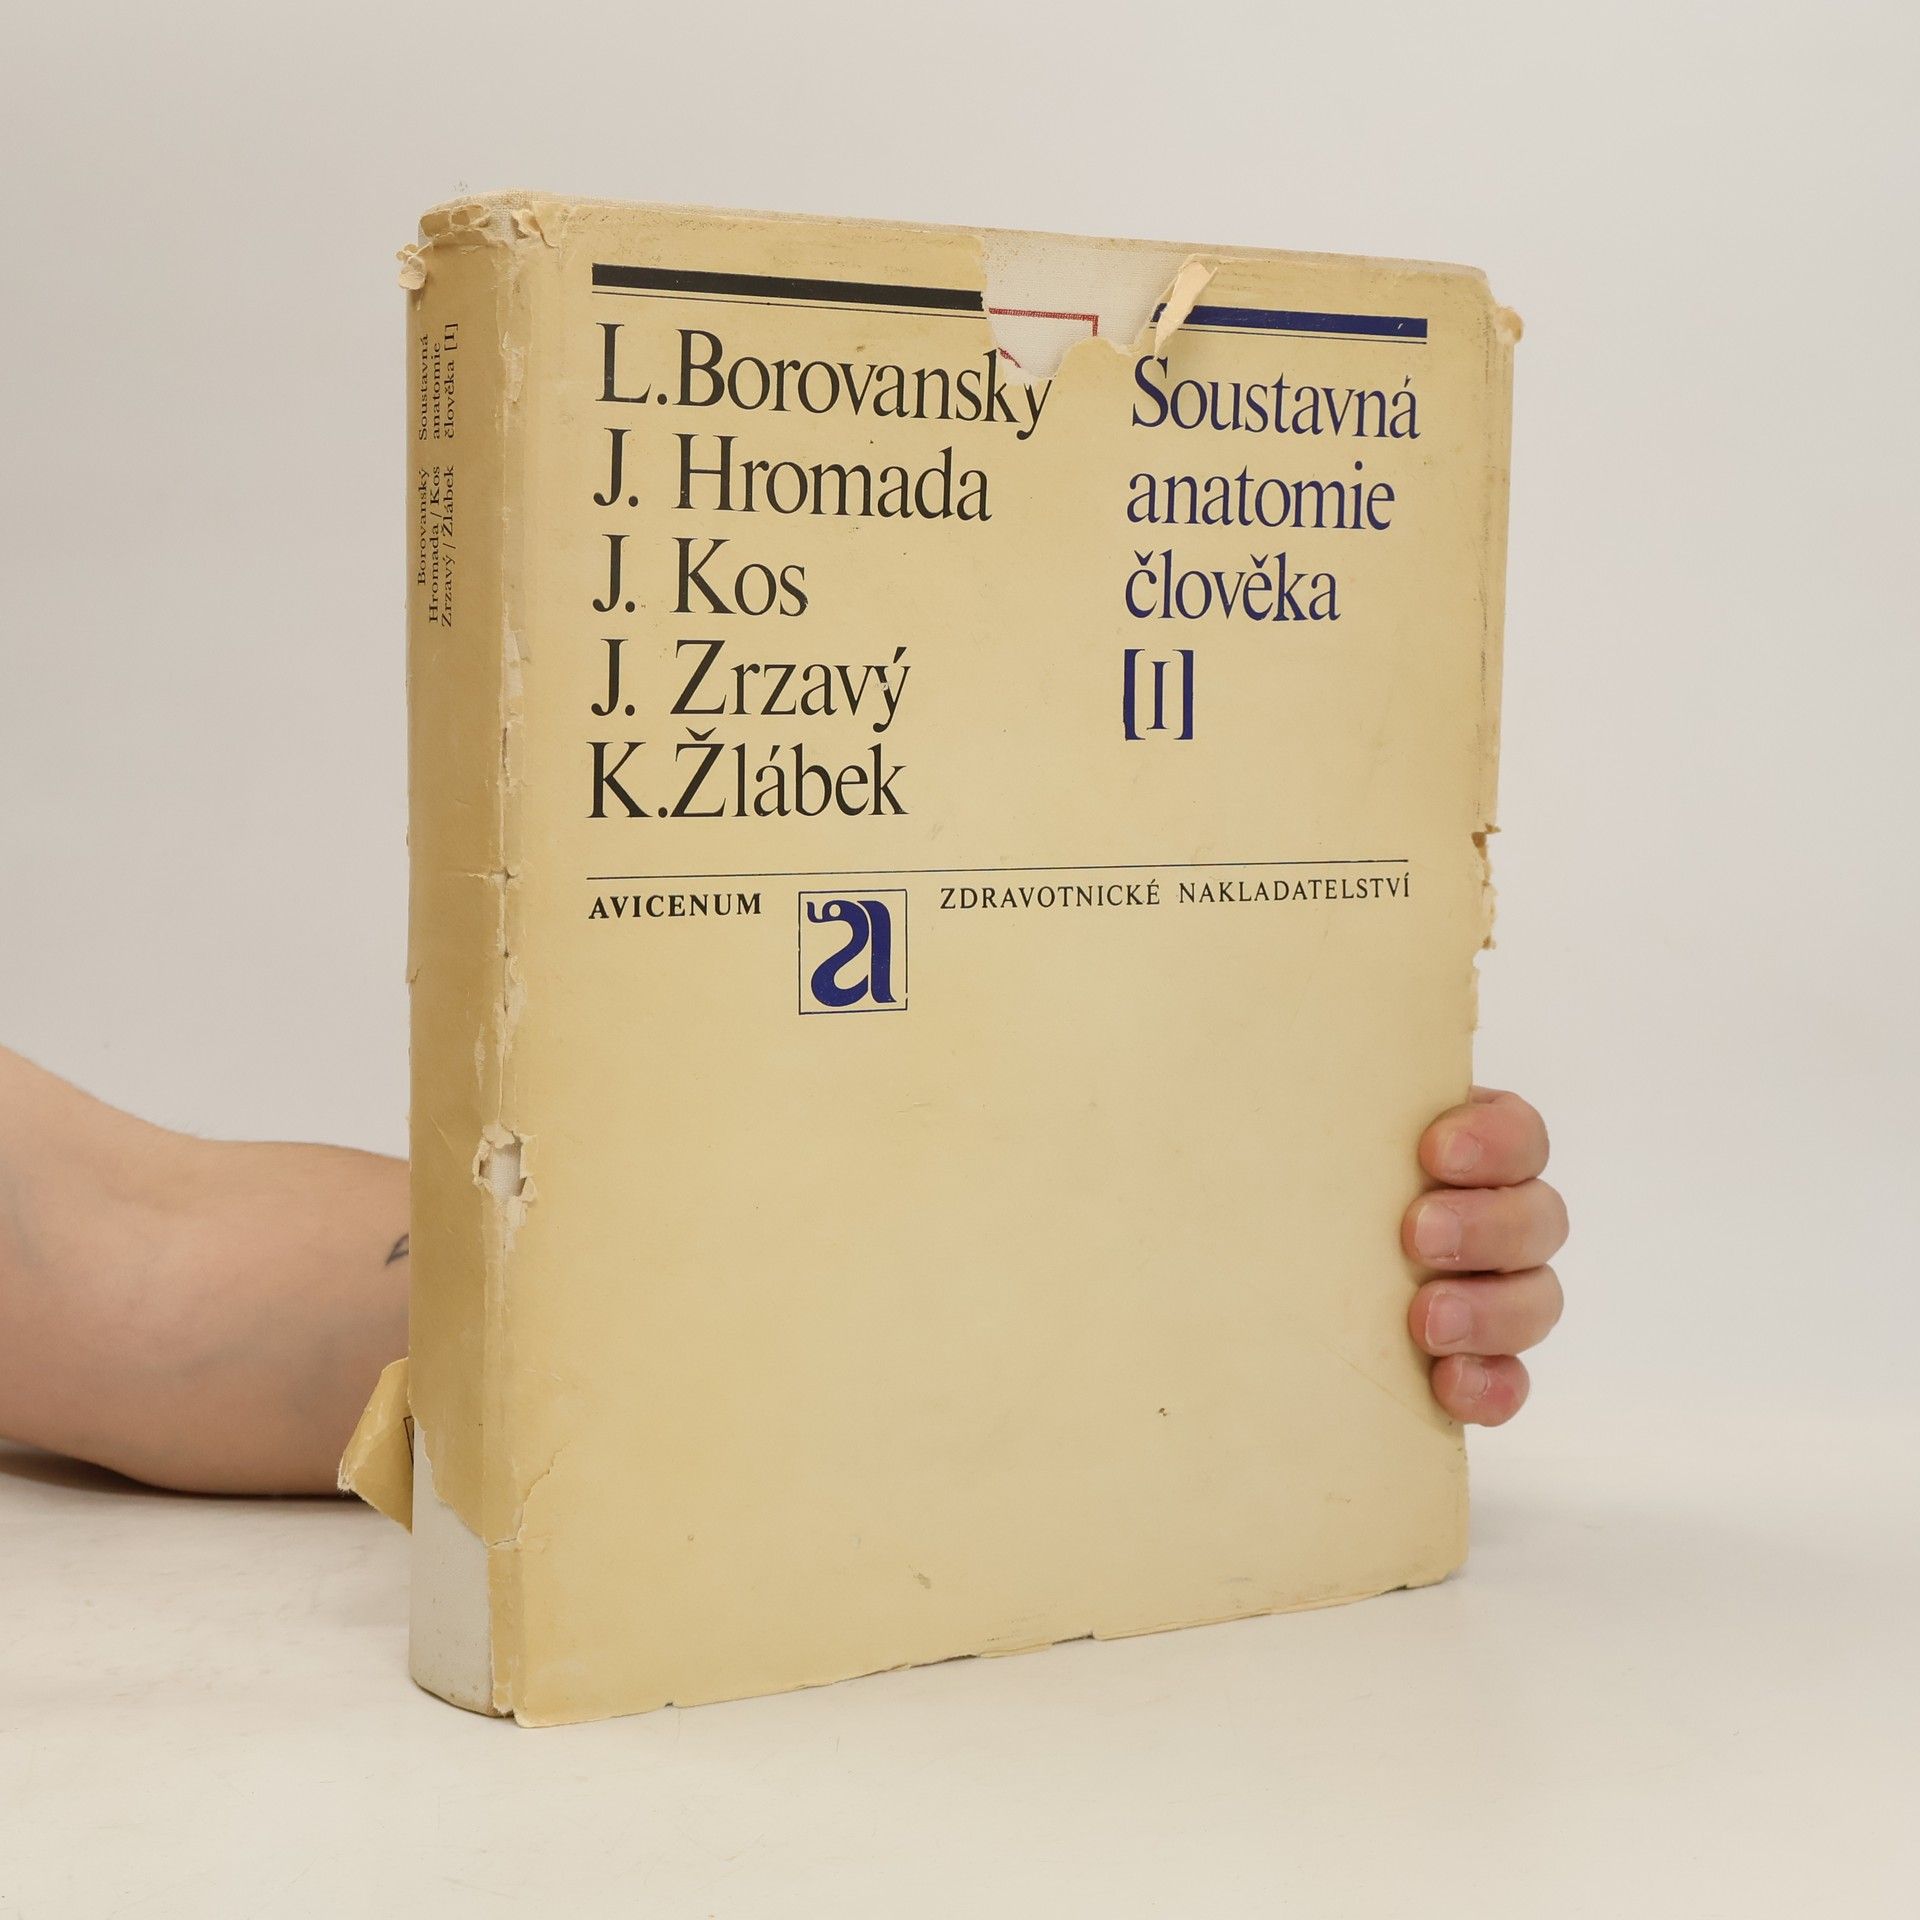 Borovanský
Hromada / Kos
Zrzavý / Žlábek
Soustavná
anatomie
člověka [I]
L. Borovanský
J. Hromada
J. Kos
J. Zrzavý
K. Žlábek
Soustavná
anatomie
člověka
[I]
AVICENUM
a
ZDRAVOTNICKÉ NAKLADATELSTVÍ